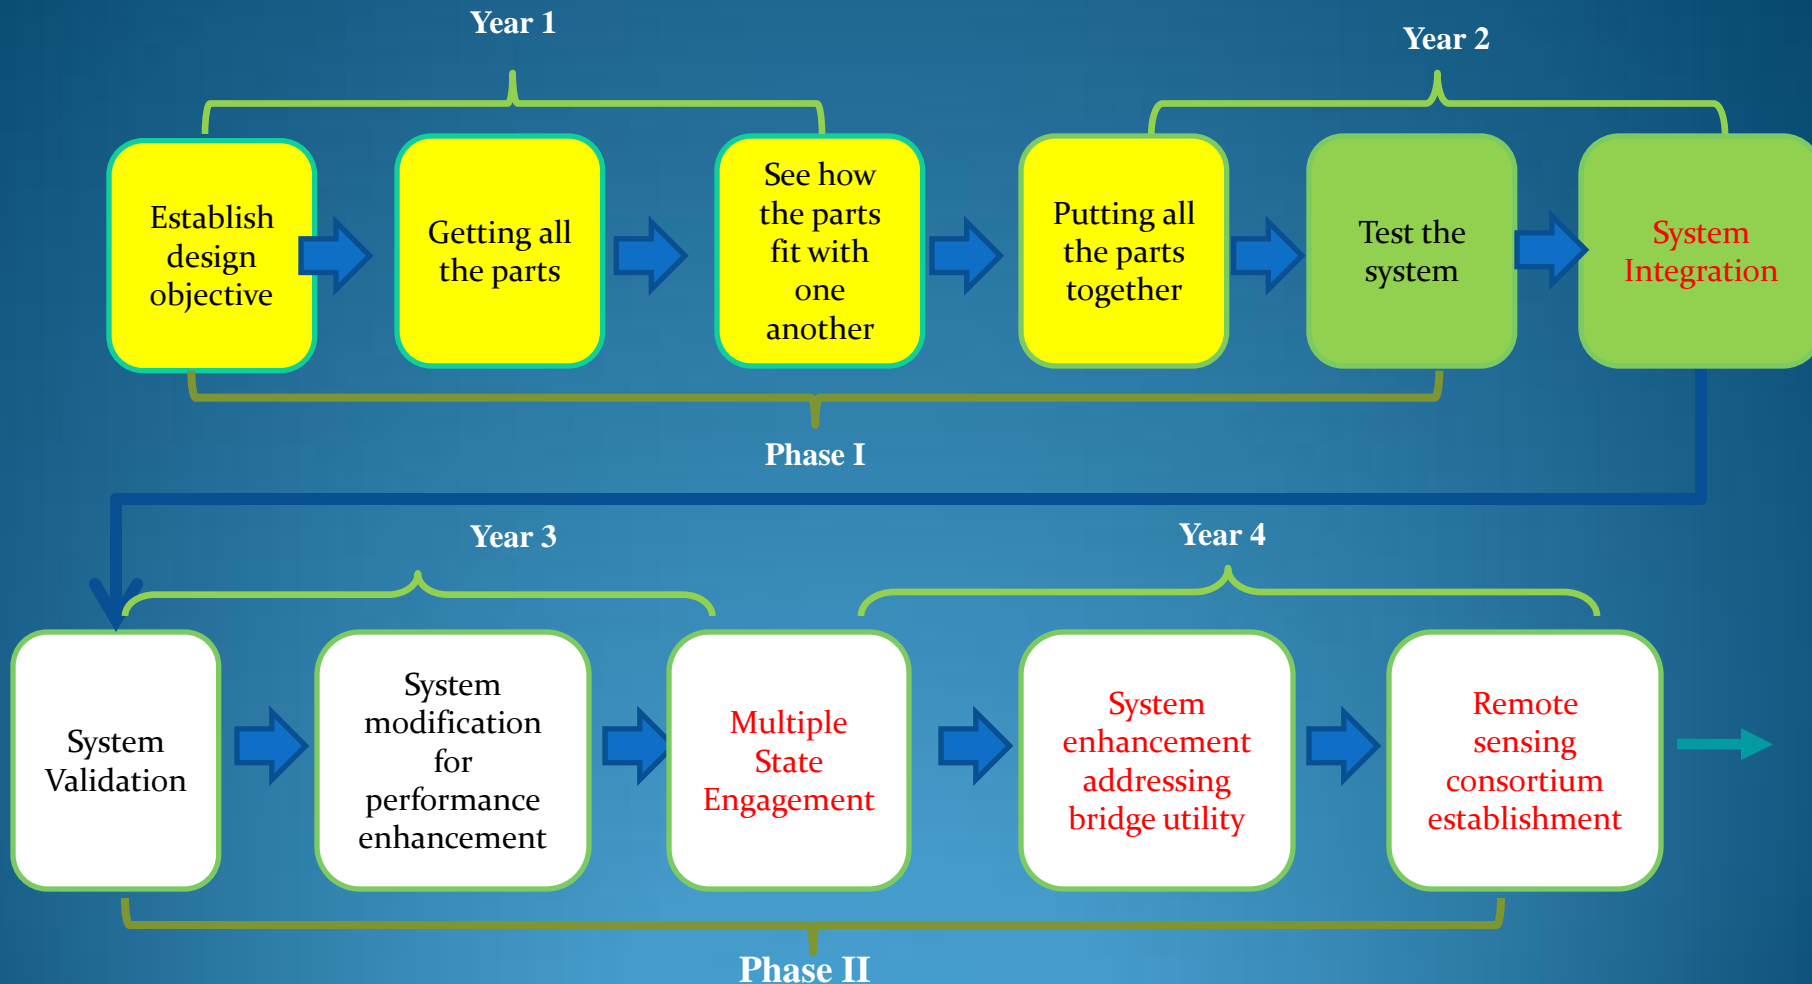 Year 1
Year 2
Establish
design
objective
Getting all
the parts
See how
the parts
fit with
one
another
Putting all
the parts
together
Test the
system
System
Integration
Phase I
Year 3
Year 4
System
Validation
System
modification
for
performance
enhancement
Multiple
State
Engagement
System
enhancement
addressing
bridge utility
Remote
sensing
consortium
establishment
Phase II